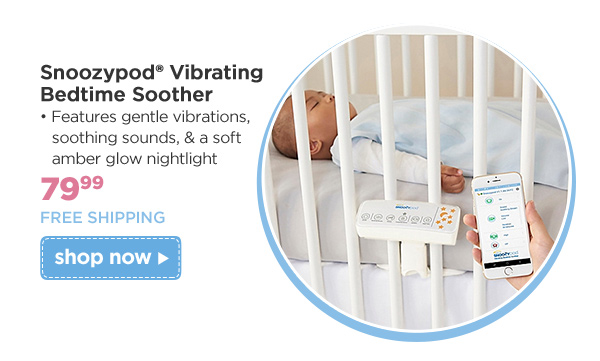 Snoozypod® Vibrating
Bedtime Soother
• Features gentle vibrations,
soothing sounds, & a soft
amber glow nightlight
79⁹⁹
FREE SHIPPING
shop now ▶